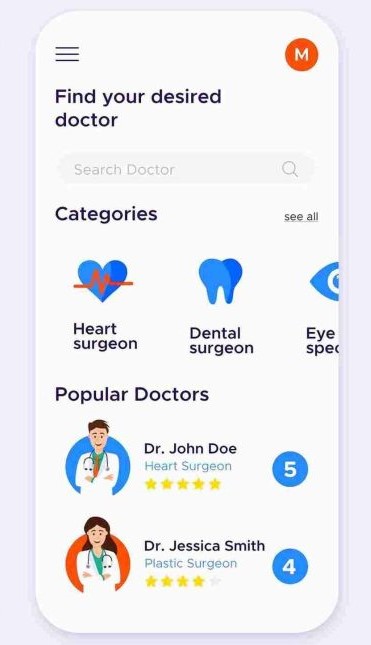 M
Find your desired
doctor
Search Doctor
Categories
see all
Heart
surgeon
Dental
surgeon
Eye
spec
Popular Doctors
Dr. John Doe
Heart Surgeon
5
Dr. Jessica Smith
Plastic Surgeon
4